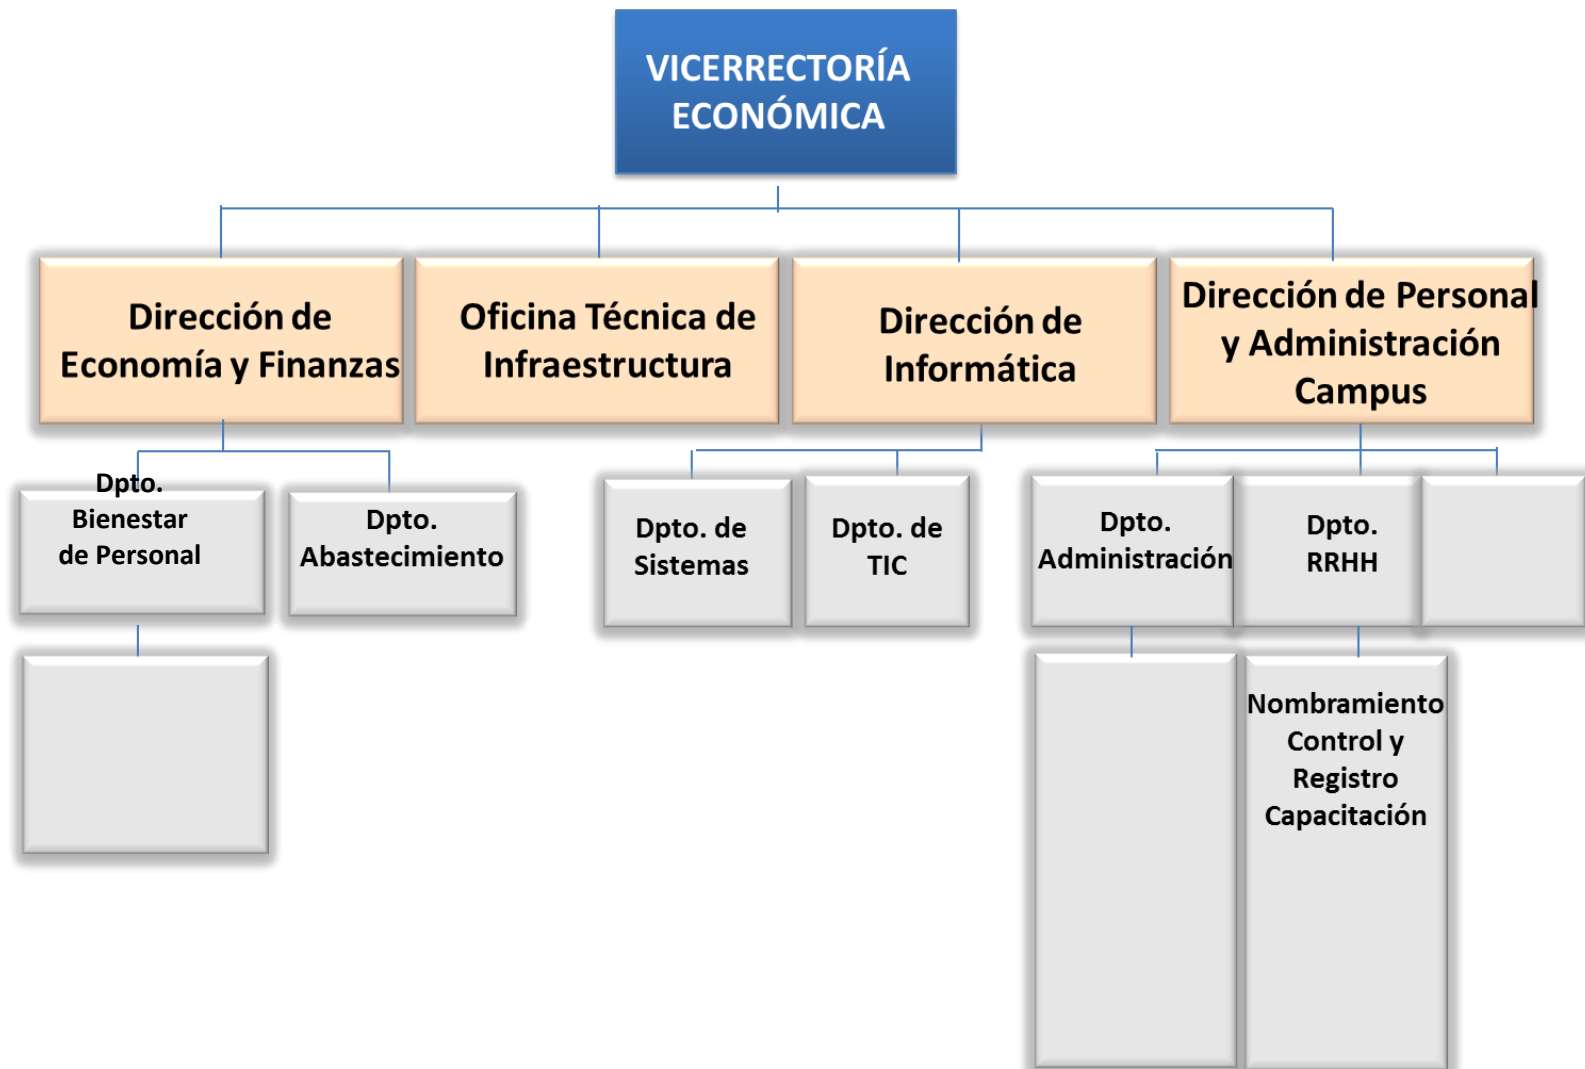 VICERRECTORÍA
ECONÓMICA
Dirección de
Economía y Finanzas
Oficina Técnica de
Infraestructura
Dirección de
Informática
Dirección de Personal
y Administración
Campus
Dpto.
Bienestar
de Personal
Dpto.
Abastecimiento
Dpto. de
Sistemas
Dpto. de
TIC
Dpto.
Administración
Dpto.
RRHH
Nombramiento
Control y
Registro
Capacitación